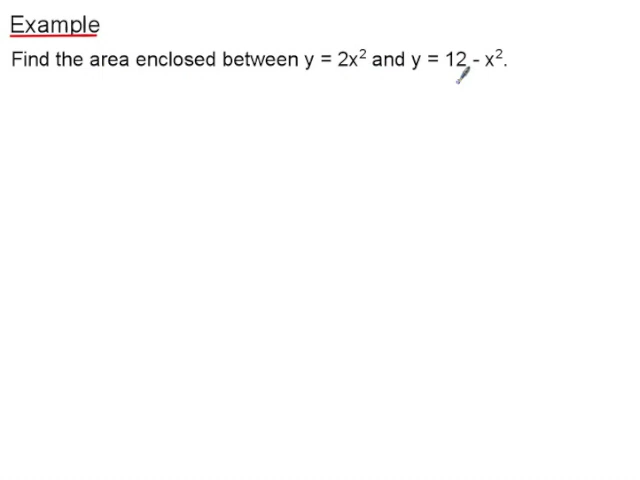 Example
Find the area enclosed between y = 2x² and y = 12 - x².